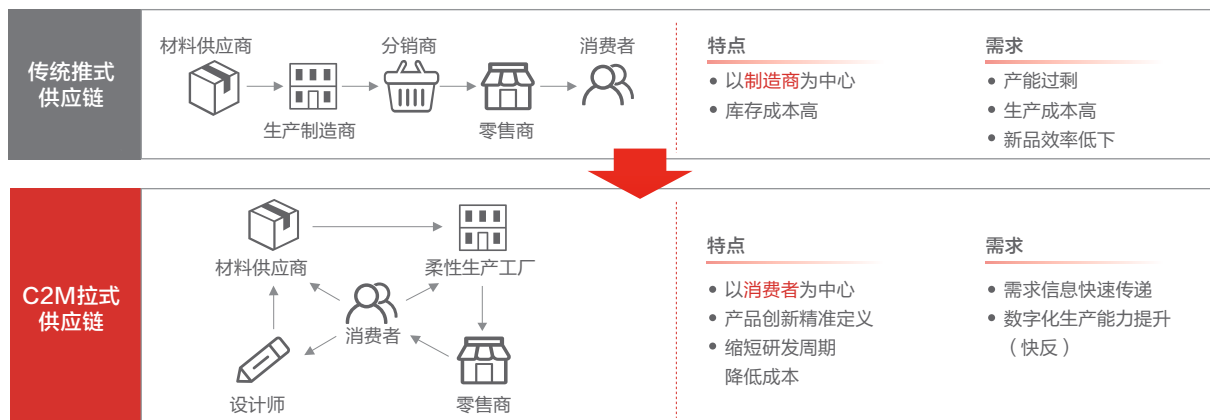 传统推式
供应链
材料供应商
分销商
消费者
生产制造商
零售商
特点
• 以制造商为中心
• 库存成本高
需求
• 产能过剩
• 生产成本高
• 新品效率低下
C2M拉式
供应链
材料供应商
柔性生产工厂
消费者
设计师
零售商
特点
• 以消费者为中心
• 产品创新精准定义
• 缩短研发周期
降低成本
需求
• 需求信息快速传递
• 数字化生产能力提升
（快反）